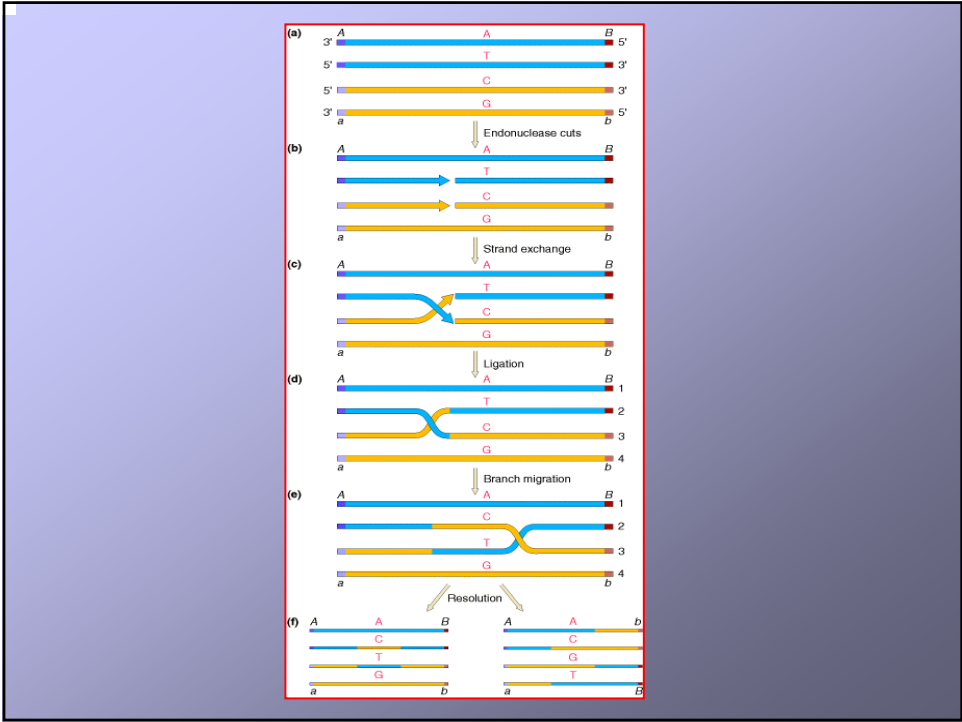 (a) A A B
3' 5'
T
5' 3'
C
5' 3'
G
3' 5'
a b
Endonuclease cuts
(b) A A B
T
C
G
a b
Strand exchange
(c) A A B
T
C
G
a b
Ligation
(d) A A B
1
T
2
C
3
G
4
a b
Branch migration
(e) A A B
1
C
2
T
3
G
4
a b
Resolution
(f) A A B A A b
C C
T G
G T
a b a B